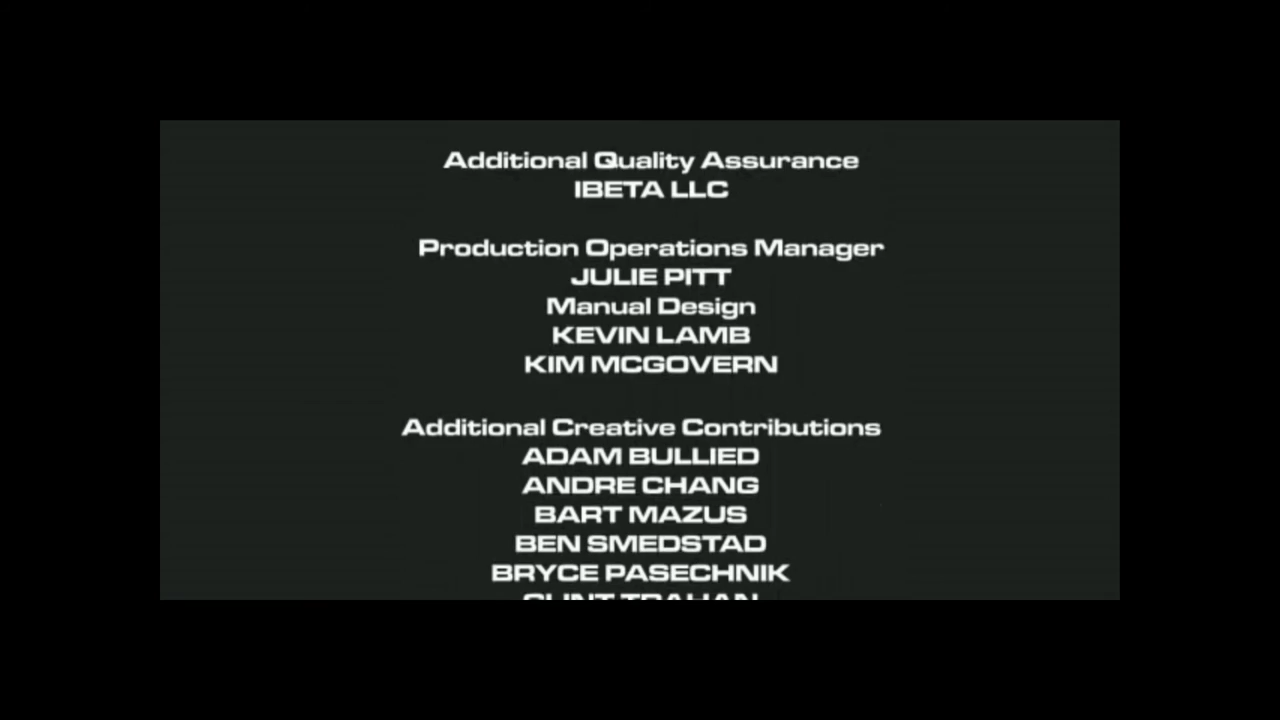 Additional Quality Assurance
IBETA LLC
Production Operations Manager
JULIE PITT
Manual Design
KEVIN LAMB
KIM MCGOVERN
Additional Creative Contributions
ADAM BULLIED
ANDRE CHANG
BART MAZUS
BEN SMEDSTAD
BRYCE PASECHNIK